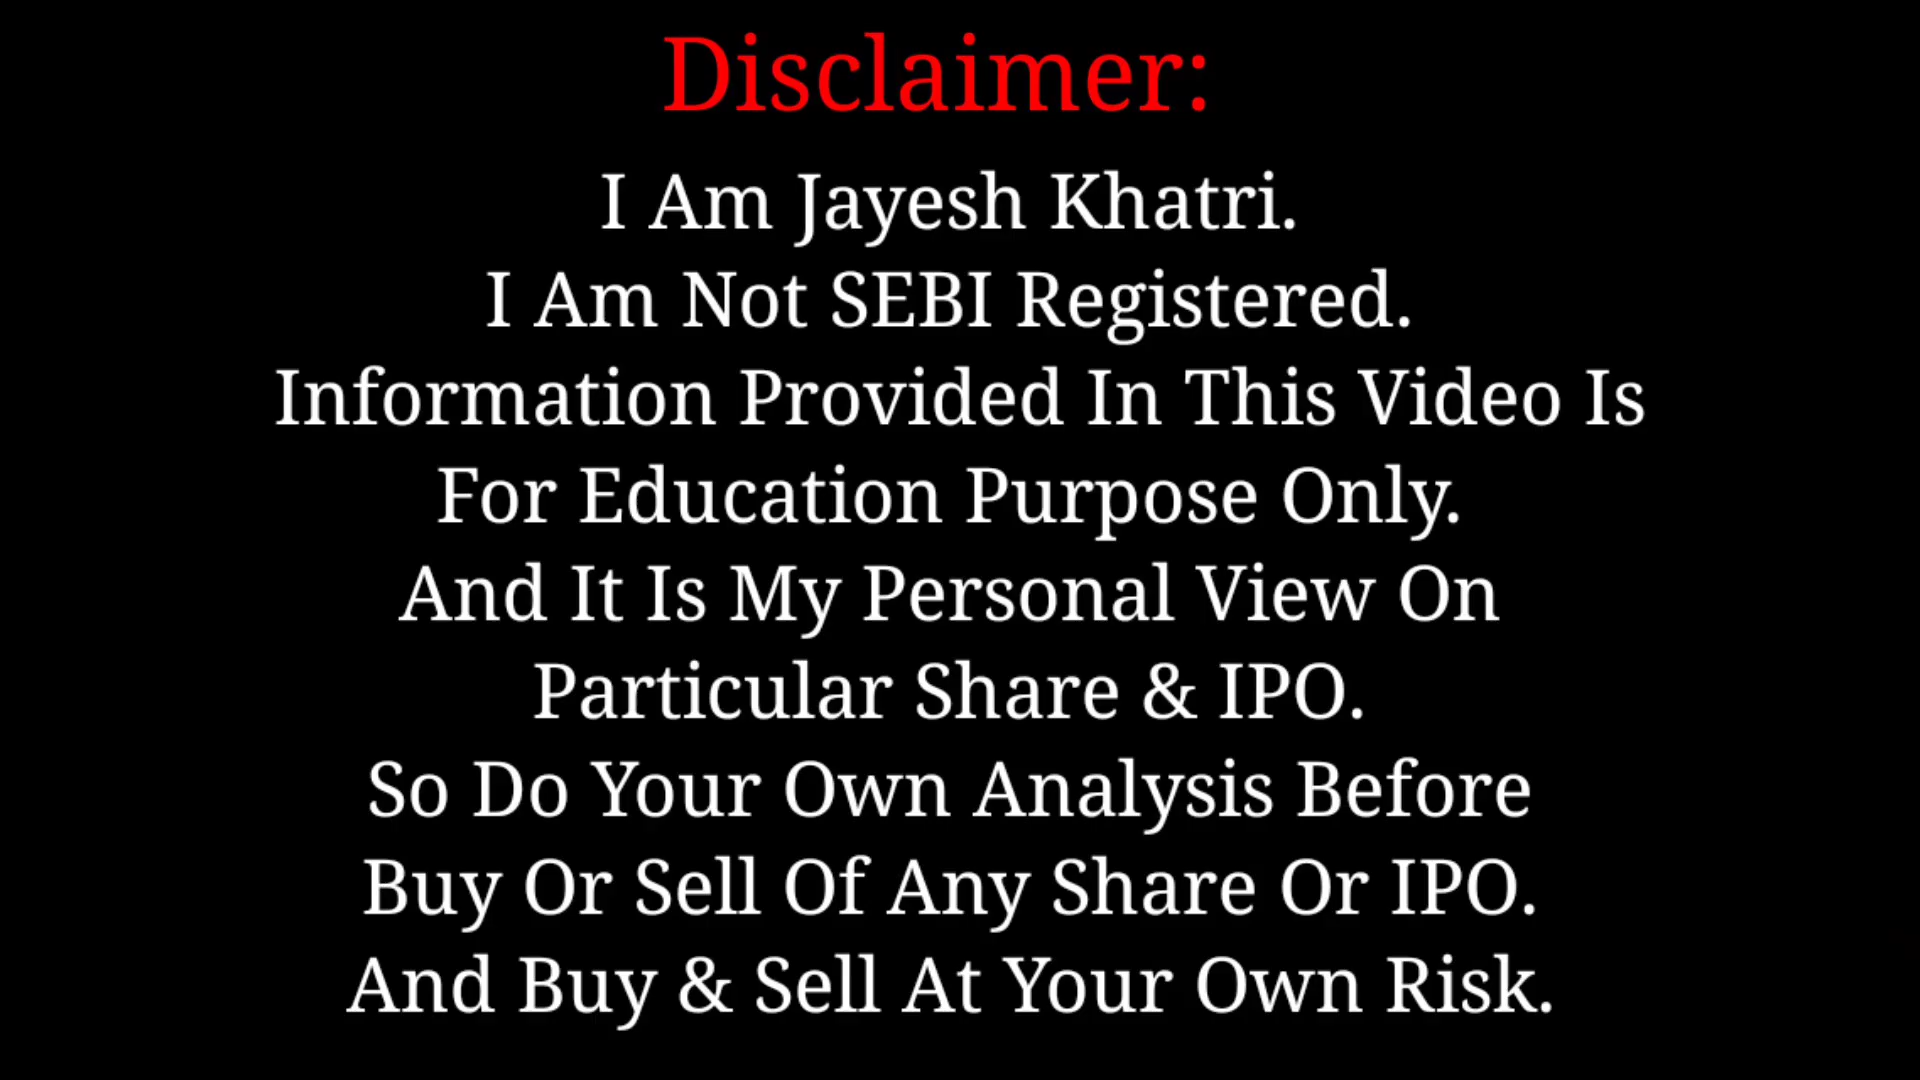 Disclaimer:
I Am Jayesh Khatri.
I Am Not SEBI Registered.
Information Provided In This Video Is
For Education Purpose Only.
And It Is My Personal View On
Particular Share & IPO.
So Do Your Own Analysis Before
Buy Or Sell Of Any Share Or IPO.
And Buy & Sell At Your Own Risk.